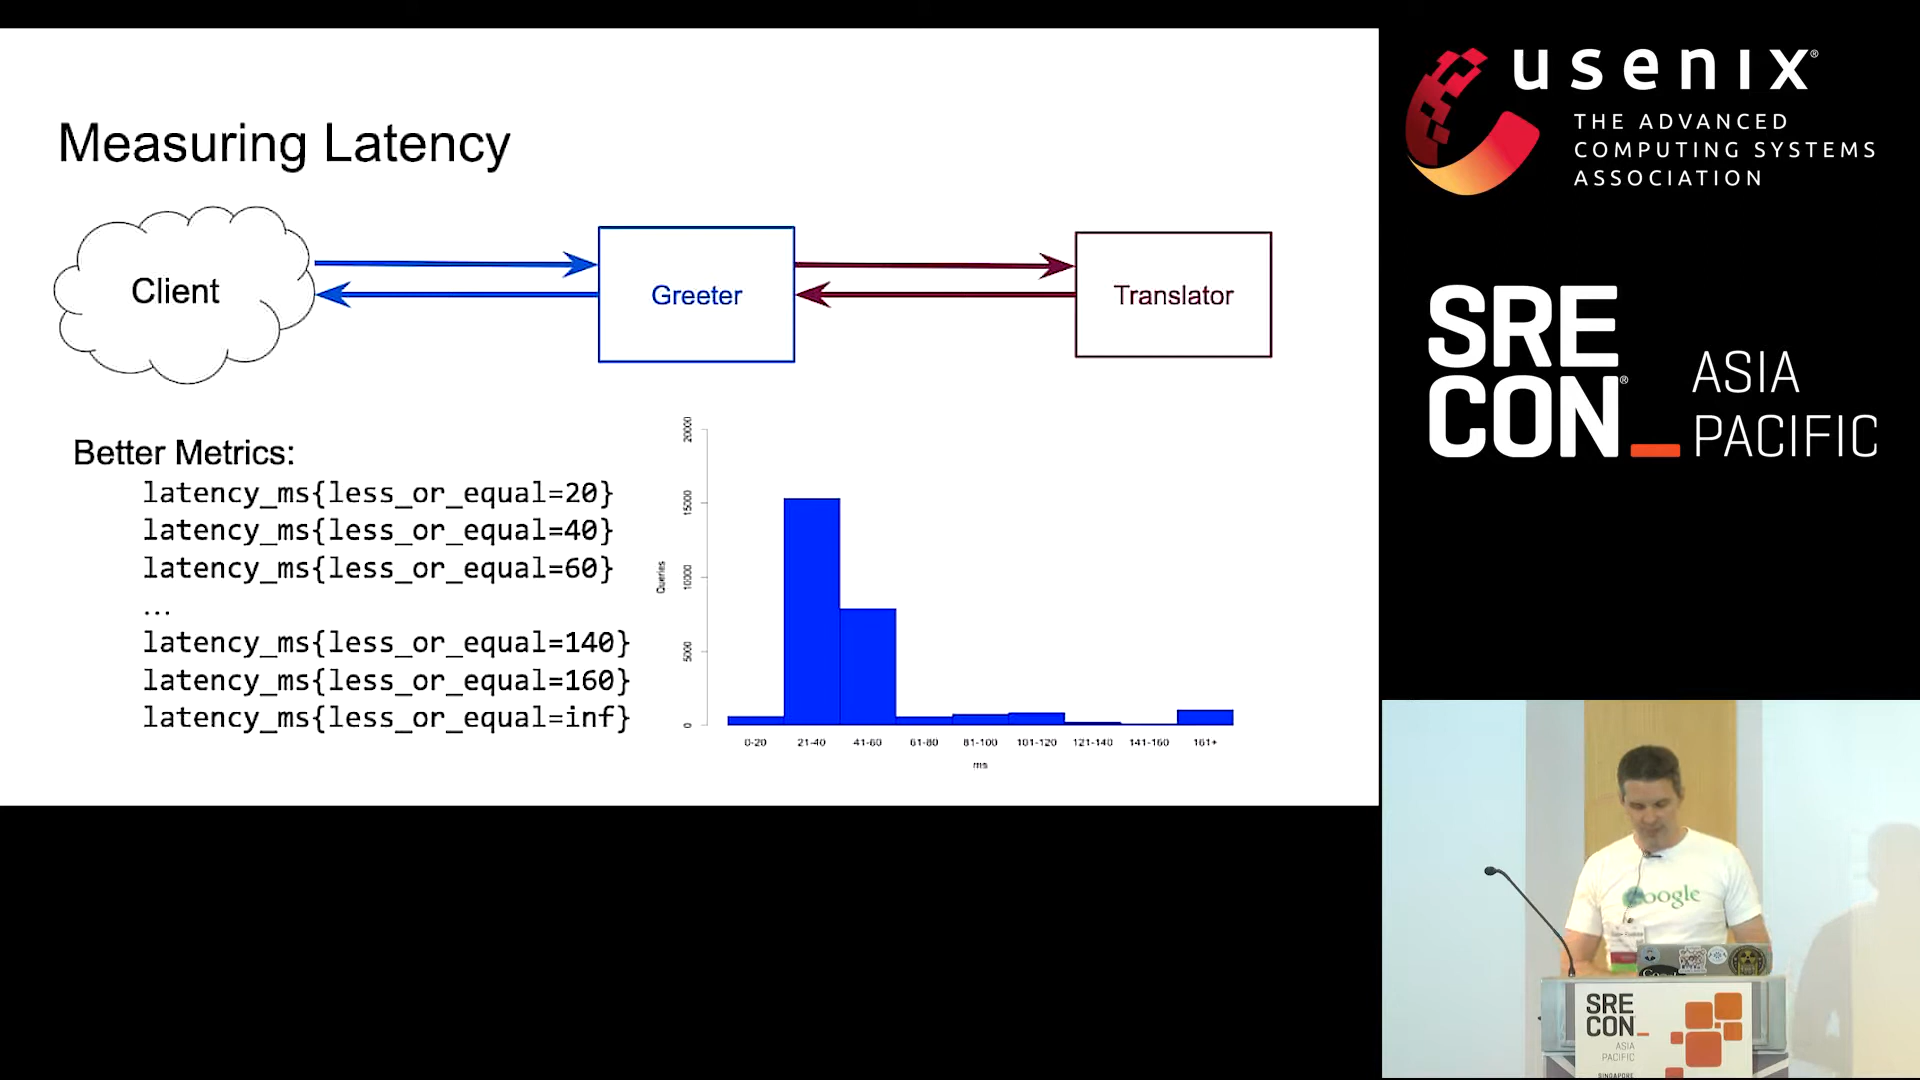 Measuring Latency
Client
Greeter
Translator
Better Metrics:
latency_ms{less_or_equal=20}
latency_ms{less_or_equal=40}
latency_ms{less_or_equal=60}
...
latency_ms{less_or_equal=140}
latency_ms{less_or_equal=160}
latency_ms{less_or_equal=inf}
20000
15000
10000
5000
0
Queries
0-20 21-40 41-60 61-80 81-100 101-120 121-140 141-160 161+
ms
usenix®
THE ADVANCED
COMPUTING SYSTEMS
ASSOCIATION
SRE
CON®_ ASIA
PACIFIC
Google
SRE
CON_
ASIA
PACIFIC
SINGAPORE